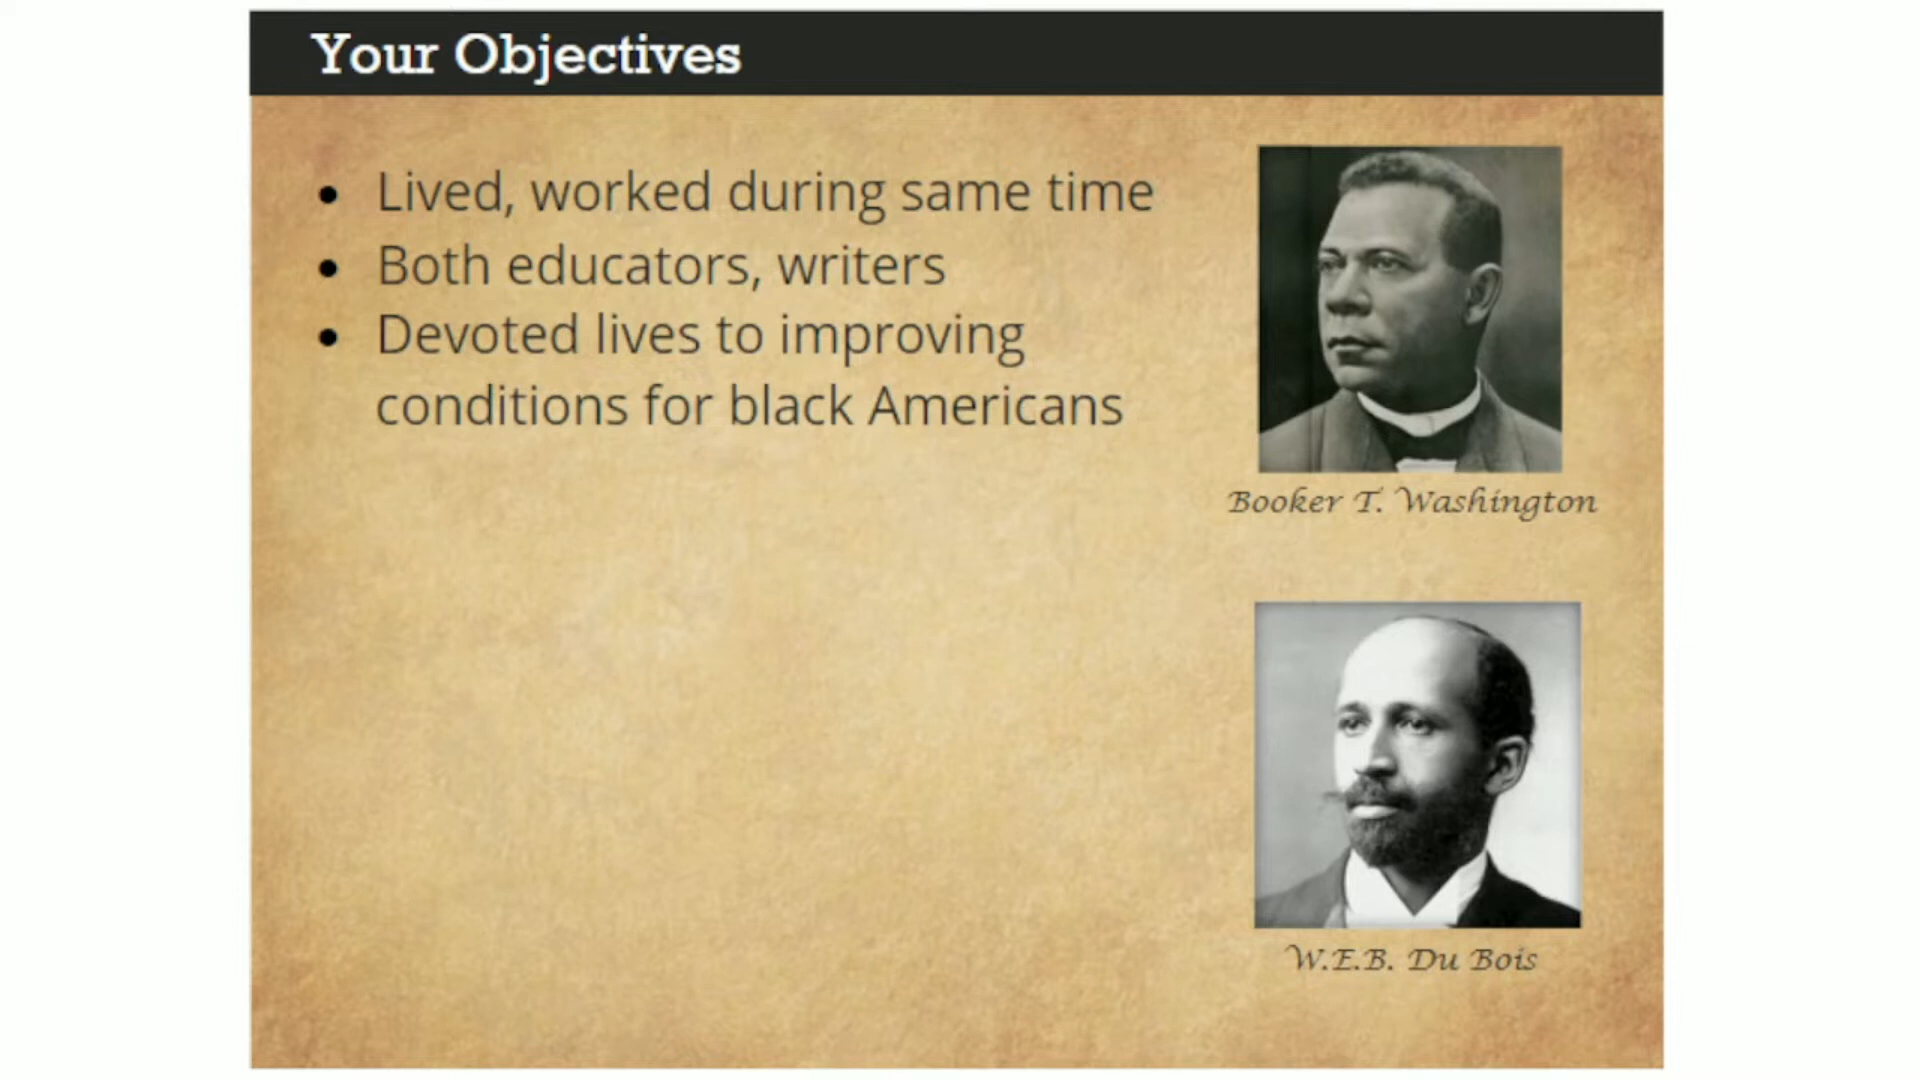 Your Objectives
• Lived, worked during same time
• Both educators, writers
• Devoted lives to improving
conditions for black Americans
Booker T. Washington
W.E.B. Du Bois